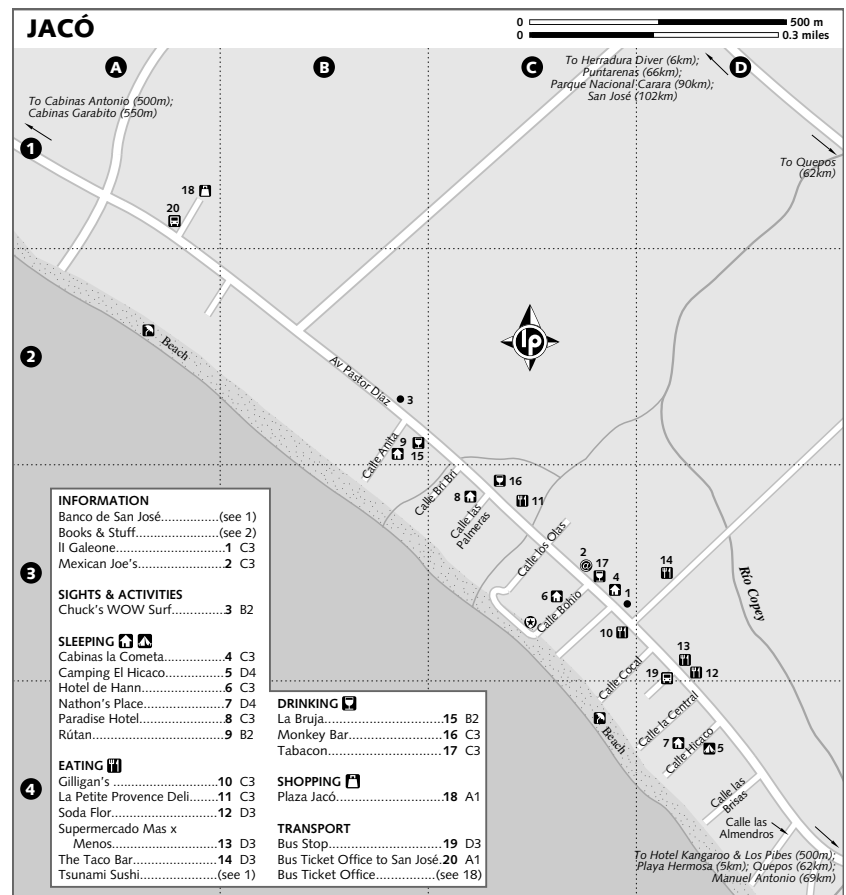 JACÓ
0 500 m
0 0.3 miles
A
B
C
D
To Herradura Diver (6km);
Puntarenas (66km);
Parque Nacional Carara (90km);
San José (102km)
To Cabinas Antonio (500m);
Cabinas Garabito (550m)
1
To Quepos
(62km)
18
20
lp
2
Beach
Av Pastor Díaz
3
Calle Anita
9
15
Calle Bri Bri
16
8
11
Calle las
Palmeras
Calle los Olas
2
17
4
14
1
6
Calle Bohío
10
3
Río Copey
13
12
19
Calle Cocal
Calle la Central
Beach
7
5
Calle Hicaco
4
Calle las
Brisas
Calle las
Almendros
To Hotel Kangaroo & Los Pibes (500m);
Playa Hermosa (5km); Quepos (62km);
Manuel Antonio (69km)
INFORMATION
Banco de San José................(see 1)
Books & Stuff................(see 2)
Il Galeone................1 C3
Mexican Joe's................2 C3
SIGHTS & ACTIVITIES
Chuck's WOW Surf................3 B2
SLEEPING
Cabinas la Cometa................4 C3
Camping El Hicaco................5 D4
Hotel de Hann................6 C3
Nathon's Place................7 D4
Paradise Hotel................8 C3
Rútan................9 B2
EATING
Gilligan's ................10 C3
La Petite Provence Deli.......11 C3
Soda Flor................12 D3
Supermercado Mas x
Menos................13 D3
The Taco Bar................14 D3
Tsunami Sushi................(see 1)
DRINKING
La Bruja................15 B2
Monkey Bar................16 C3
Tabacon................17 C3
SHOPPING
Plaza Jacó................18 A1
TRANSPORT
Bus Stop................19 D3
Bus Ticket Office to San José.20 A1
Bus Ticket Office................(see 18)